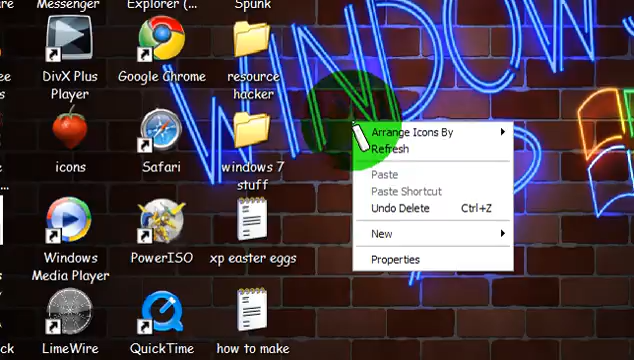 Messenger
Explorer (...
Spunk
DivX Plus
Player
Google Chrome
resource
hacker
icons
Safari
windows 7
stuff
Windows
Media Player
PowerISO
xp easter eggs
LimeWire
QuickTime
how to make
WINDOWS
Arrange Icons By
Refresh
Paste
Paste Shortcut
Undo Delete Ctrl+Z
New
Properties